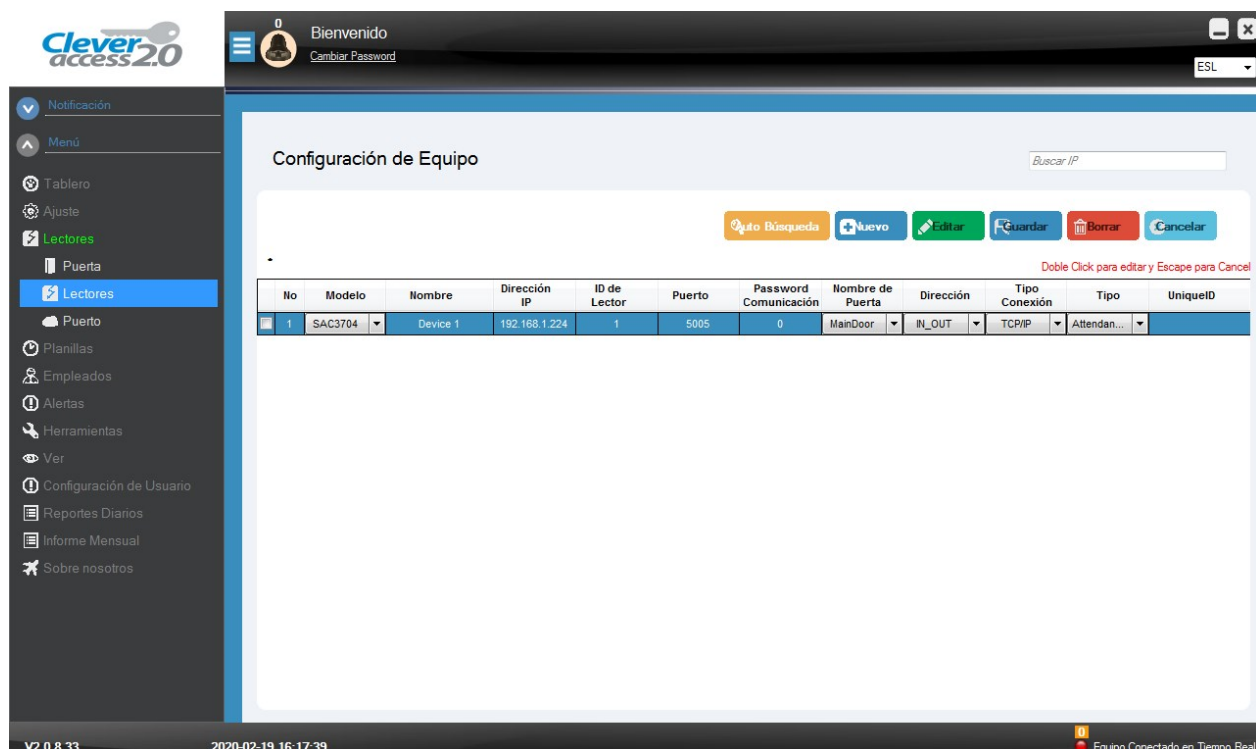 Clever access 2.0
0
Bienvenido
Cambiar Password
ESL
Notificación
Menú
Tablero
Ajuste
Lectores
Puerta
Lectores
Puerto
Planillas
Empleados
Alertas
Herramientas
Ver
Configuración de Usuario
Reportes Diarios
Informe Mensual
Sobre nosotros
Configuración de Equipo
Buscar IP
Auto Búsqueda Nuevo Editar Guardar Borrar Cancelar
Doble Click para editar y Escape para Cancel
No Modelo Nombre Dirección IP ID de Lector Puerto Password Comunicación Nombre de Puerta Dirección Tipo Conexión Tipo UniqueID
1 SAC3704 Device 1 192.168.1.224 1 5005 0 MainDoor IN_OUT TCP/IP Attendan...
V2.0.8.33 2020-02-19 16:17:39
0
Equipo Conectado en Tiempo Real